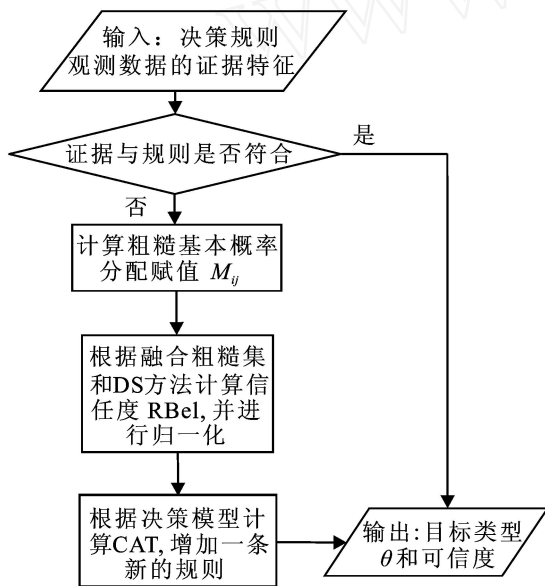 输入：决策规则
观测数据的证据特征
是
证据与规则是否符合
否
计算粗糙基本概率
分配赋值 M_{ij}
根据融合粗糙集
和DS方法计算信
任度 RBel, 并进
行归一化
根据决策模型计
算CAT, 增加一条
新的规则
输出:目标类型
θ和可信度